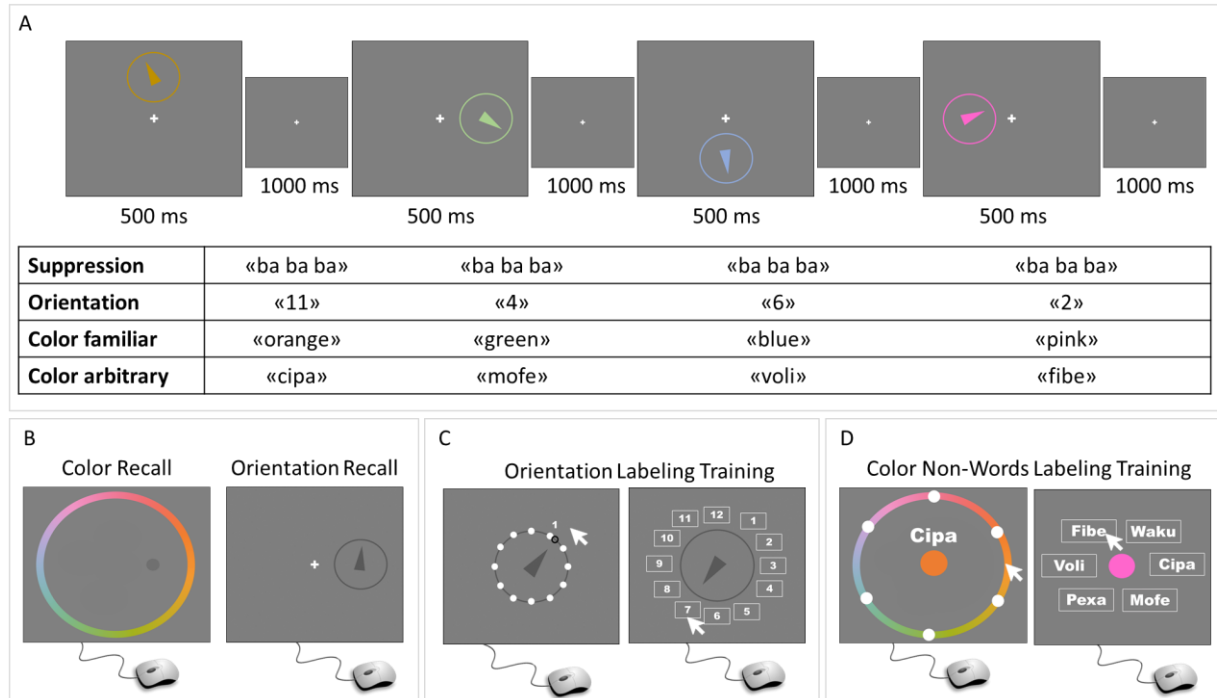 A
1000 ms 1000 ms 1000 ms 1000 ms
500 ms 500 ms 500 ms 500 ms
Suppression «ba ba ba» «ba ba ba» «ba ba ba» «ba ba ba»
Orientation «11» «4» «6» «2»
Color familiar «orange» «green» «blue» «pink»
Color arbitrary «cipa» «mofe» «voli» «fibe»
B
Color Recall Orientation Recall
C
Orientation Labeling Training
1
11 12 1
10 2
9 3
8 4
7 6 5
D
Color Non-Words Labeling Training
Cipa
Fibe Waku
Voli Cipa
Pexa Mofe